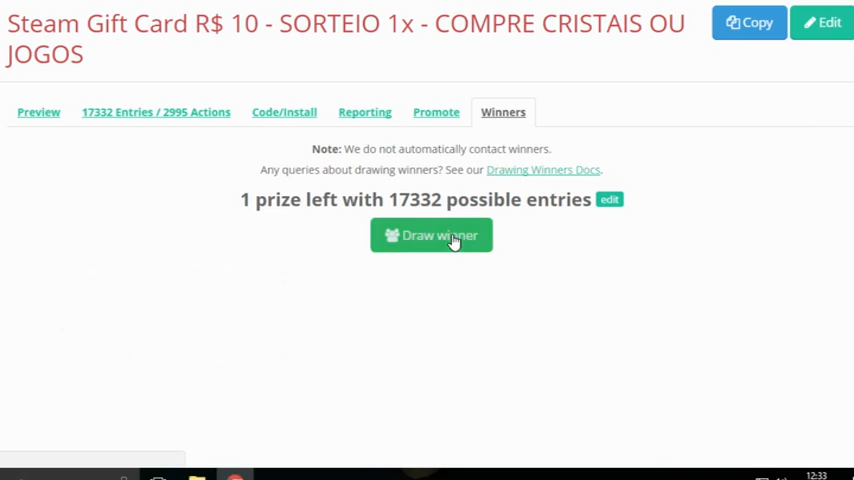 Steam Gift Card R$ 10 - SORTEIO 1x - COMPRE CRISTAIS OU
JOGOS
Copy
Edit
Preview
17332 Entries / 2995 Actions
Code/Install
Reporting
Promote
Winners
Note: We do not automatically contact winners.
Any queries about drawing winners? See our Drawing Winners Docs.
1 prize left with 17332 possible entries edit
Draw winner
12:33